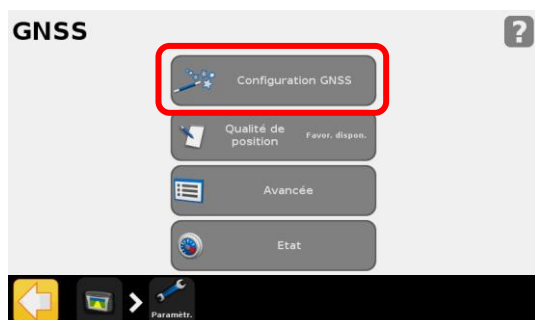 GNSS
?
Configuration GNSS
Qualité de
position
Favor. dispon.
Avancée
Etat
Paramètr.